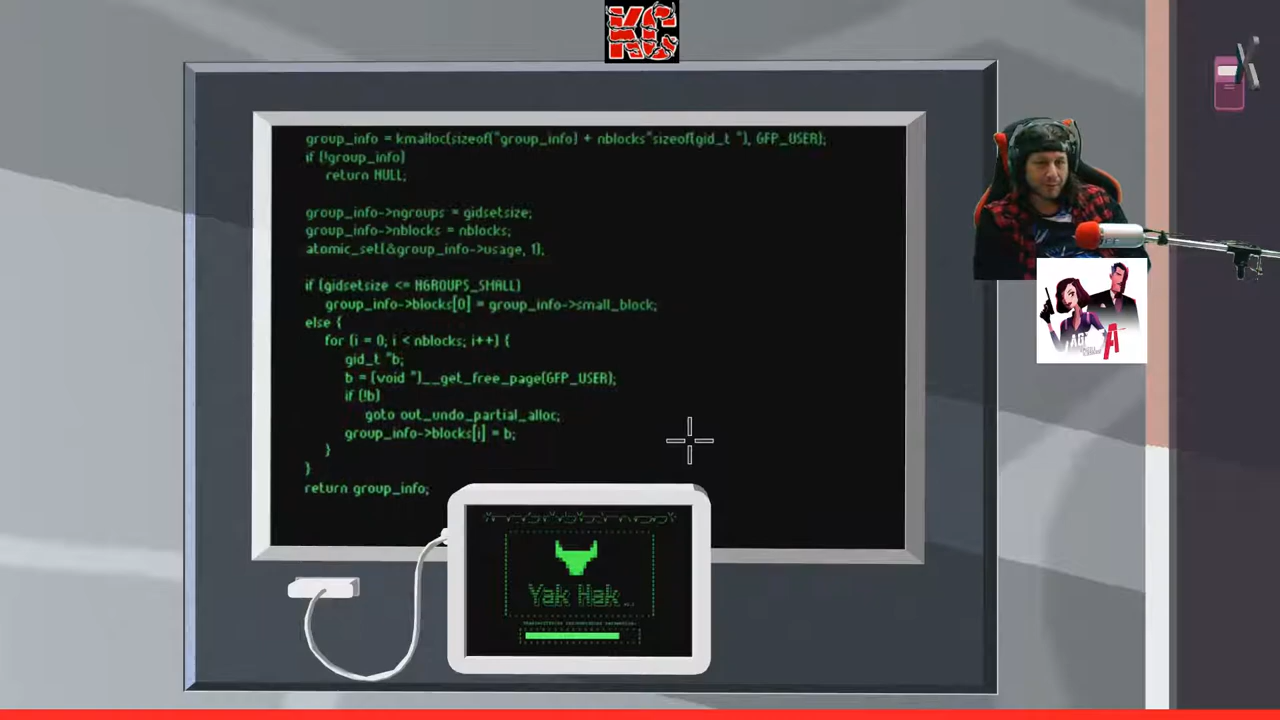 KC
group_info = kmalloc(sizeof(*group_info) + nblocks*sizeof(gid_t *), GFP_USER);
if (!group_info)
return NULL;
group_info->ngroups = gidsetsize;
group_info->nblocks = nblocks;
atomic_set(&group_info->usage, 1);
if (gidsetsize <= NGROUPS_SMALL)
group_info->blocks[0] = group_info->small_block;
else {
for (i = 0; i < nblocks; i++) {
gid_t *b;
b = (void *)__get_free_page(GFP_USER);
if (!b)
goto out_undo_partial_alloc;
group_info->blocks[i] = b;
}
}
return group_info;
Yak Hak